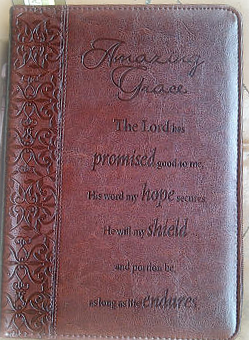 Amazing
Grace
The Lord has
promised good to me,
His word my hope secures
He will my shield
and portion be,
as long as life endures